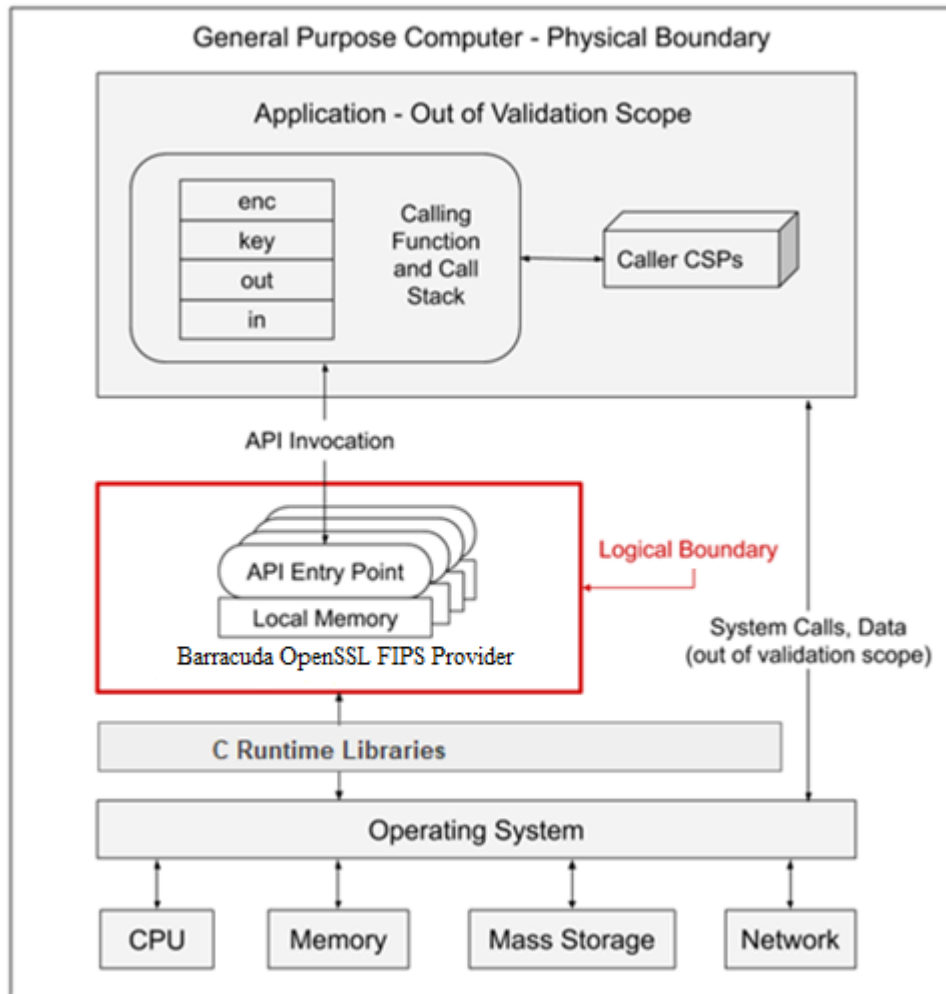 General Purpose Computer - Physical Boundary
Application - Out of Validation Scope
enc
key
out
in
Calling
Function
and Call
Stack
Caller CSPs
API Invocation
API Entry Point
Local Memory
Barracuda OpenSSL FIPS Provider
Logical Boundary
System Calls, Data
(out of validation scope)
C Runtime Libraries
Operating System
CPU
Memory
Mass Storage
Network